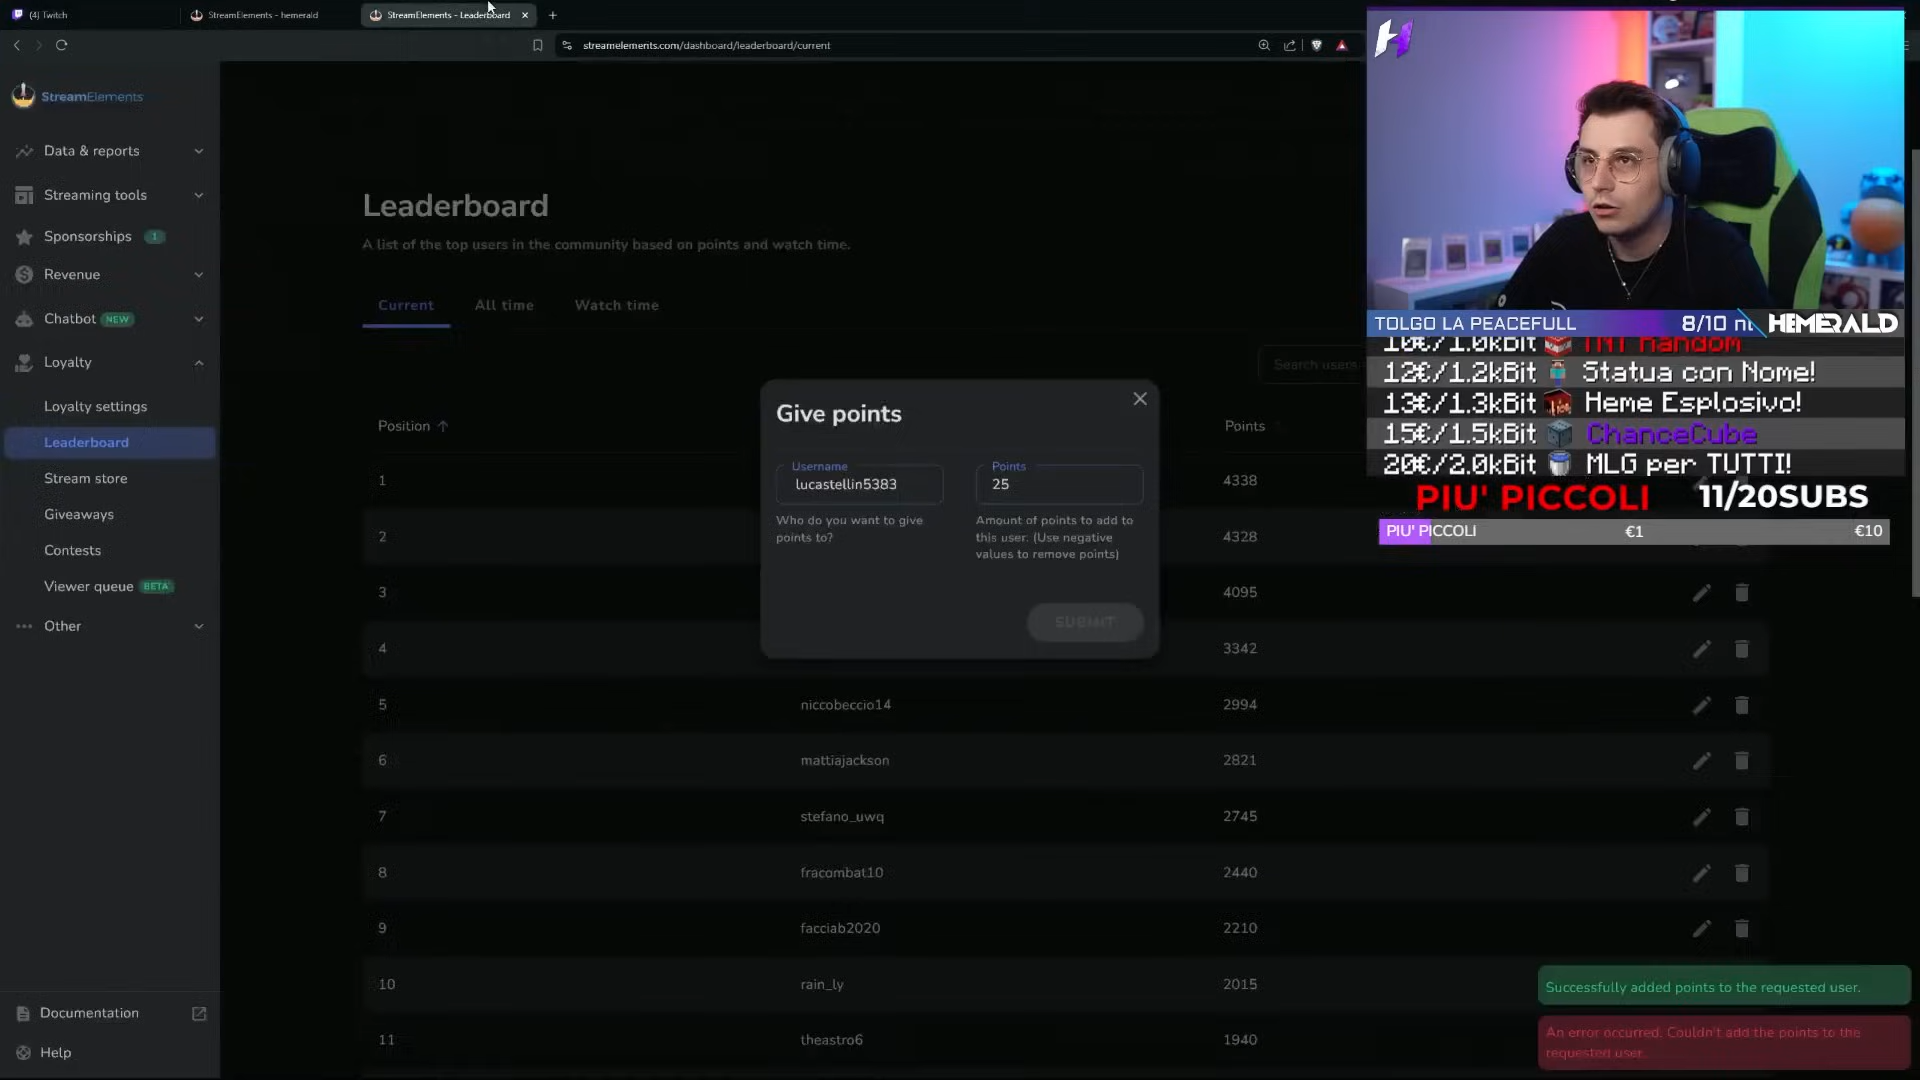 (4) Twitch
StreamElements - hemerald
StreamElements - Leaderboard
streamelements.com/dashboard/leaderboard/current
StreamElements
Data & reports
Streaming tools
Sponsorships 1
Revenue
Chatbot NEW
Loyalty
Loyalty settings
Leaderboard
Stream store
Giveaways
Contests
Viewer queue BETA
Other
Documentation
Help
Leaderboard
A list of the top users in the community based on points and watch time.
Current All time Watch time
Search users
Position Points
1 4338
2 4328
3 4095
4 3342
5 niccobeccio14 2994
6 mattiajackson 2821
7 stefano_uwq 2745
8 fracombat10 2440
9 facciab2020 2210
10 rain_ly 2015
11 theastro6 1940
Give points
Username
lucastellin5383
Who do you want to give
points to?
Points
25
Amount of points to add to
this user. (Use negative
values to remove points)
SUBMIT
TOLGO LA PEACEFULL 8/10
HEMERALD
10€/1.0kBit TNT Random
12€/1.2kBit Statua con Nome!
13€/1.3kBit Heme Esplosivo!
15€/1.5kBit ChanceCube
20€/2.0kBit MLG per TUTTI!
PIU' PICCOLI 11/20SUBS
PIU' PICCOLI €1 €10
Successfully added points to the requested user.
An error occurred. Couldn't add the points to the
requested user.